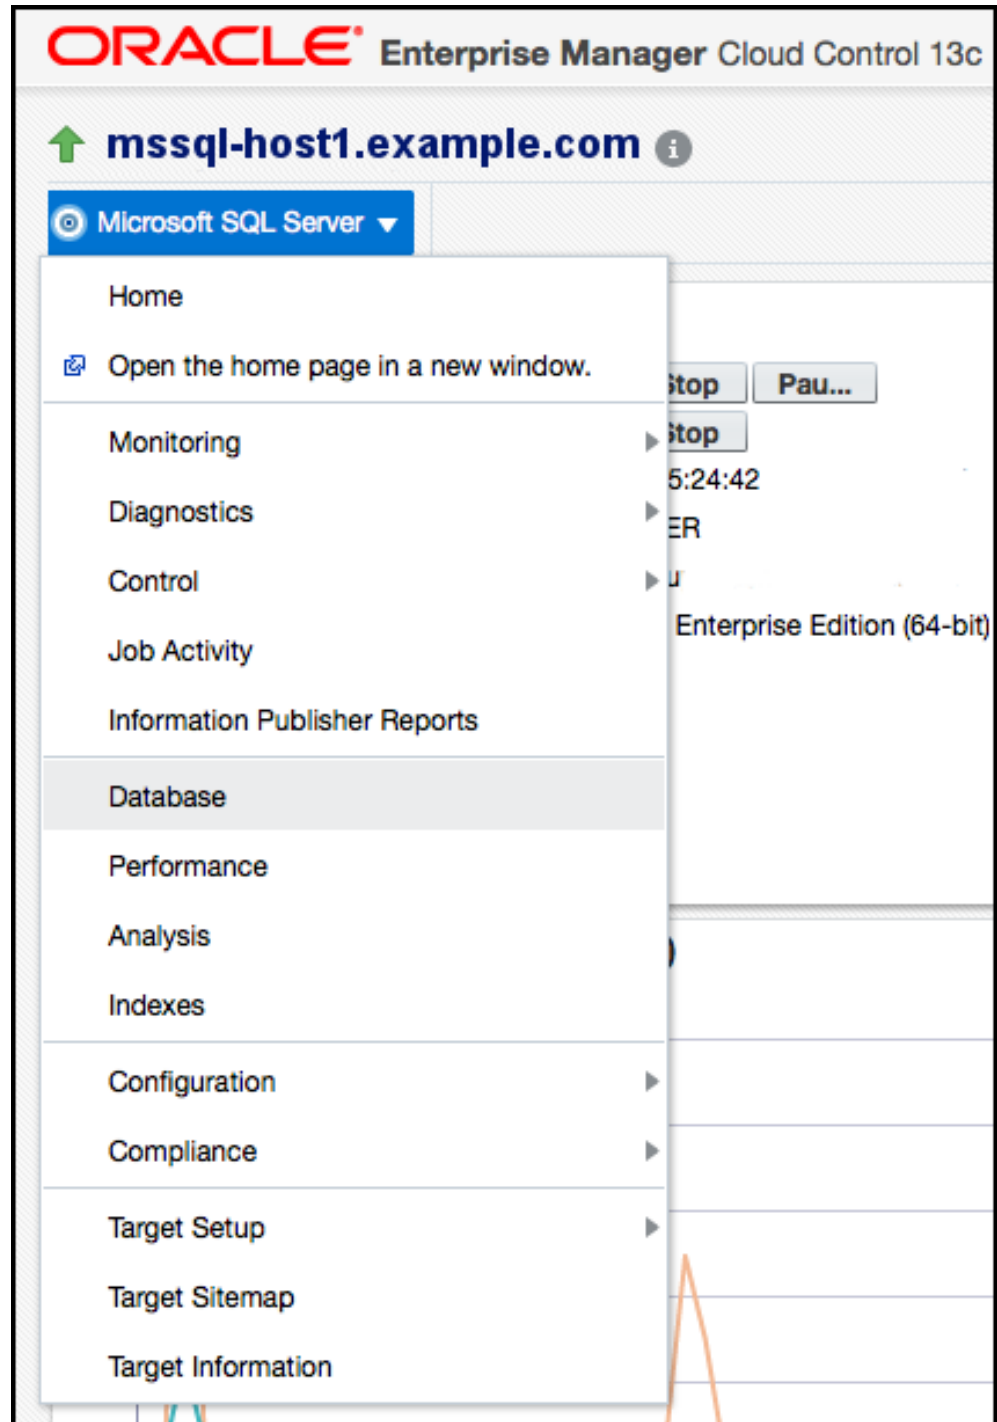 ORACLE Enterprise Manager Cloud Control 13c
mssql-host1.example.com
Microsoft SQL Server
Home
Open the home page in a new window.
Pau...
Monitoring
5:24:42
Diagnostics
ER
Control
Enterprise Edition (64-bit)
Job Activity
Information Publisher Reports
Database
Performance
Analysis
)
Indexes
Configuration
Compliance
Target Setup
Target Sitemap
Target Information